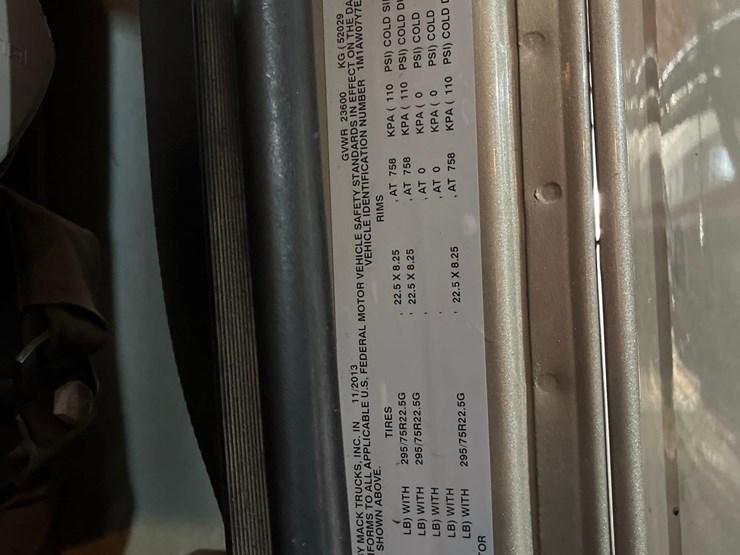 Y MACK TRUCKS, INC. IN 11/2013 GVWR 23600 KG ( 52029
IFORMS TO ALL APPLICABLE U.S. FEDERAL MOTOR VEHICLE SAFETY STANDARDS IN EFFECT ON THE DA
SHOWN ABOVE. VEHICLE IDENTIFICATION NUMBER 1M1AW07Y7E
TIRES RIMS
LB) WITH 295/75R22.5G , 22.5 X 8.25 , AT 758 KPA ( 110 PSI) COLD SI
LB) WITH 295/75R22.5G , 22.5 X 8.25 , AT 758 KPA ( 110 PSI) COLD DU
LB) WITH , , AT 0 KPA ( 0 PSI) COLD
LB) WITH , , AT 0 KPA ( 0 PSI) COLD
LB) WITH 295/75R22.5G , 22.5 X 8.25 , AT 758 KPA ( 110 PSI) COLD D
OR